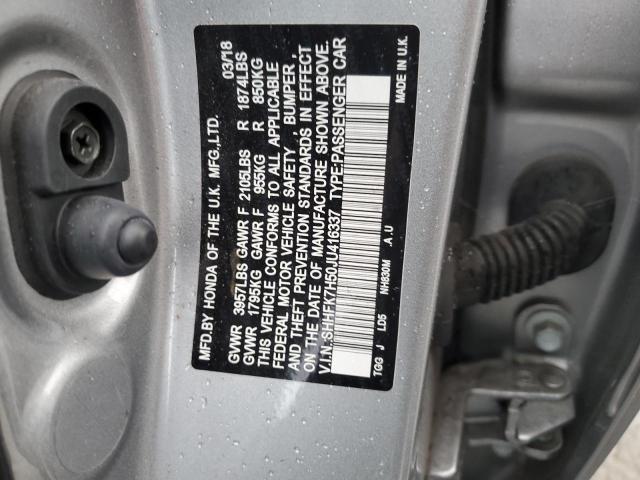 MFD.BY HONDA OF THE U.K. MFG.,LTD. 03/18
GVWR 3957LBS GAWR F 2105LBS R 1874LBS
GVWR 1795KG GAWR F 955KG R 850KG
THIS VEHICLE CONFORMS TO ALL APPLICABLE
FEDERAL MOTOR VEHICLE SAFETY , BUMPER,
AND THEFT PREVENTION STANDARDS IN EFFECT
ON THE DATE OF MANUFACTURE SHOWN ABOVE.
V.I.N.:SHHFK7H50JU416337 TYPE:PASSENGER CAR
TGG J LD5 NH830M A.U MADE IN U.K.